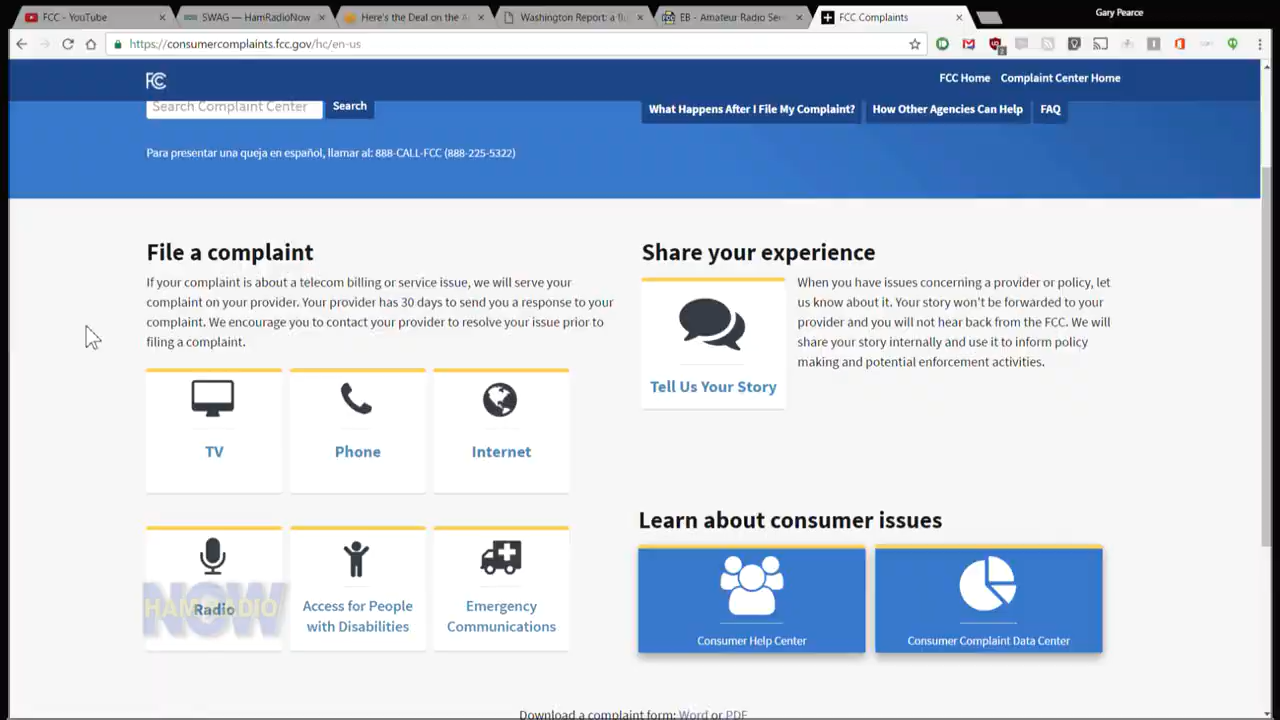 FCC - YouTube
SWAG — HamRadioNow
Here's the Deal on the A
Washington Report: a f
EB - Amateur Radio Se
FCC Complaints
Gary Pearce
https://consumercomplaints.fcc.gov/hc/en-us
FCC
FCC Home
Complaint Center Home
Search Complaint Center
Search
What Happens After I File My Complaint?
How Other Agencies Can Help
FAQ
Para presentar una queja en español, llamar al: 888-CALL-FCC (888-225-5322)
File a complaint
If your complaint is about a telecom billing or service issue, we will serve your
complaint on your provider. Your provider has 30 days to send you a response to your
complaint. We encourage you to contact your provider to resolve your issue prior to
filing a complaint.
TV
Phone
Internet
Radio
HAM RADIO
NOW
Access for People
with Disabilities
Emergency
Communications
Share your experience
Tell Us Your Story
When you have issues concerning a provider or policy, let
us know about it. Your story won't be forwarded to your
provider and you will not hear back from the FCC. We will
share your story internally and use it to inform policy
making and potential enforcement activities.
Learn about consumer issues
Consumer Help Center
Consumer Complaint Data Center
Download a complaint form: Word or PDF